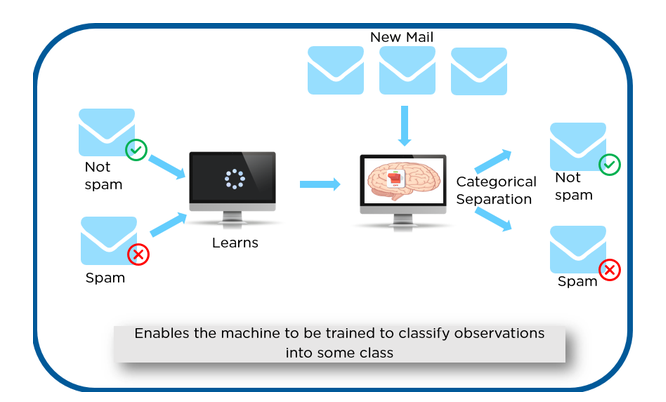 New Mail
Not
spam
Spam
Learns
Categorical
Separation
Not
spam
Spam
Enables the machine to be trained to classify observations
into some class